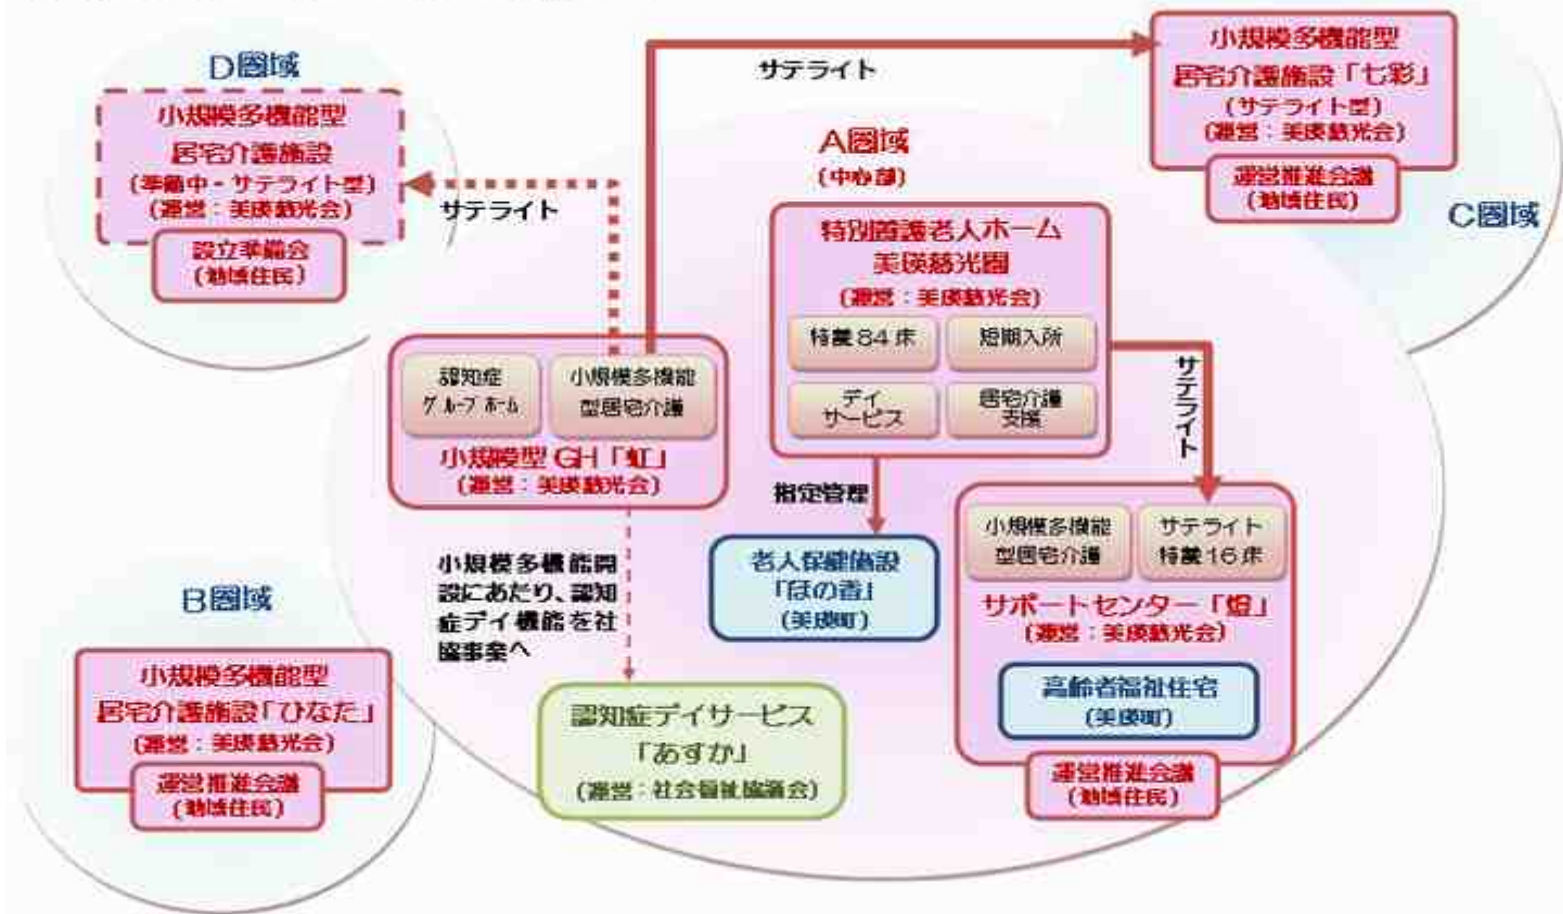 D圏域
小規模多機能型
居宅介護施設
(準備中・サテライト型)
(運営：美瑛慈光会)
設立準備会
(地域住民)
サテライト
サテライト
小規模多機能型
居宅介護施設「七彩」
(サテライト型)
(運営：美瑛慈光会)
運営推進会議
(地域住民)
C圏域
A圏域
(中心部)
特別養護老人ホーム
美瑛慈光園
(運営：美瑛慈光会)
特養84床
短期入所
デイ
サービス
居宅介護
支援
サテライト
認知症
グループホーム
小規模多機能
型居宅介護
小規模型GH「虹」
(運営：美瑛慈光会)
指定管理
老人保健施設
「ほの香」
(美瑛町)
小規模多機能
型居宅介護
サテライト
特養16床
サポートセンター「燈」
(運営：美瑛慈光会)
高齢者福祉住宅
(美瑛町)
運営推進会議
(地域住民)
小規模多機能開
設にあたり、認知
症デイ機能を社
協事業へ
認知症デイサービス
「あすか」
(運営：社会福祉協議会)
B圏域
小規模多機能型
居宅介護施設「ひなた」
(運営：美瑛慈光会)
運営推進会議
(地域住民)